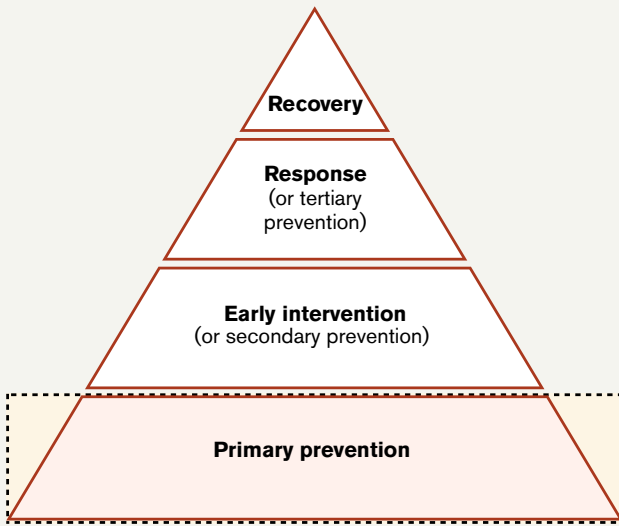 Recovery
Response
(or tertiary
prevention)
Early intervention
(or secondary prevention)
Primary prevention